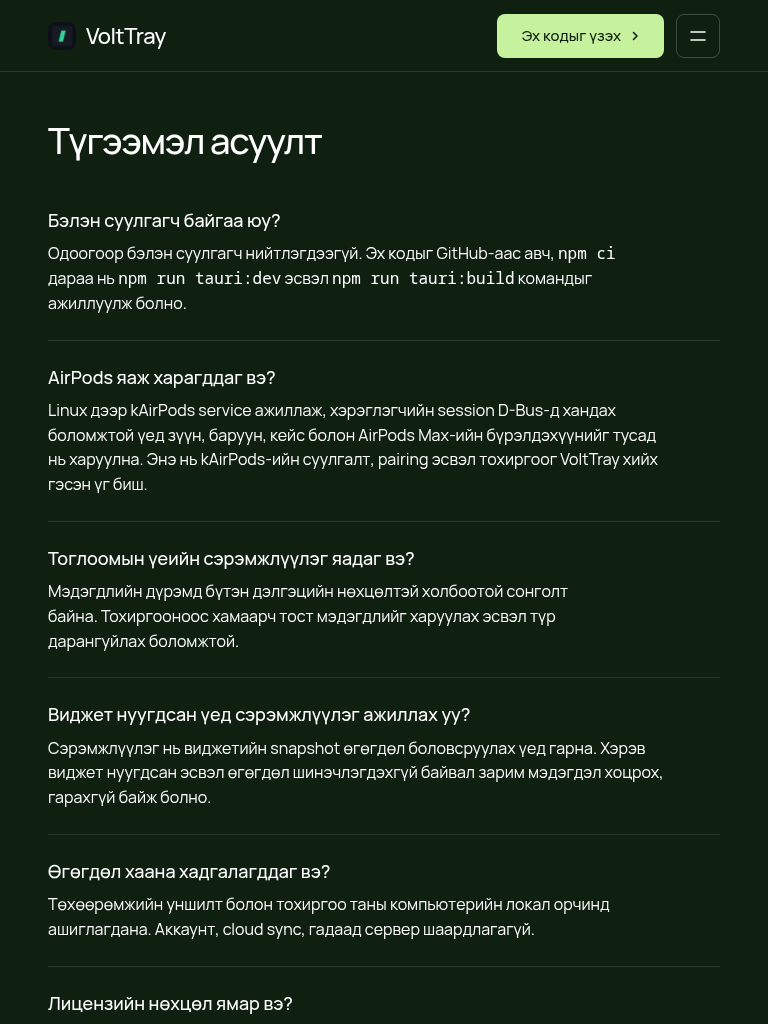 VoltTray
Эх кодыг үзэх
Түгээмэл асуулт
Бэлэн суулгагч байгаа юу?
Одоогоор бэлэн суулгагч нийтлэгдээгүй. Эх кодыг GitHub-аас авч, npm ci
дараа нь npm run tauri:dev эсвэл npm run tauri:build командыг
ажиллуулж болно.
AirPods яаж харагддаг вэ?
Linux дээр kAirPods service ажиллаж, хэрэглэгчийн session D-Bus-д хандах
боломжтой үед зүүн, баруун, кейс болон AirPods Max-ийн бүрэлдэхүүнийг тусад
нь харуулна. Энэ нь kAirPods-ийн суулгалт, pairing эсвэл тохиргоог VoltTray хийх
гэсэн үг биш.
Тоглоомын үеийн сэрэмжлүүлэг яадаг вэ?
Мэдэгдлийн дүрэмд бүтэн дэлгэцийн нөхцөлтэй холбоотой сонголт
байна. Тохиргооноос хамаарч тост мэдэгдлийг харуулах эсвэл түр
дарангуйлах боломжтой.
Виджет нуугдсан үед сэрэмжлүүлэг ажиллах уу?
Сэрэмжлүүлэг нь виджетийн snapshot өгөгдөл боловсруулах үед гарна. Хэрэв
виджет нуугдсан эсвэл өгөгдөл шинэчлэгдэхгүй байвал зарим мэдэгдэл хоцрох,
гарахгүй байж болно.
Өгөгдөл хаана хадгалагддаг вэ?
Төхөөрөмжийн уншилт болон тохиргоо таны компьютерийн локал орчинд
ашиглагдана. Аккаунт, cloud sync, гадаад сервер шаардлагагүй.
Лицензийн нөхцөл ямар вэ?